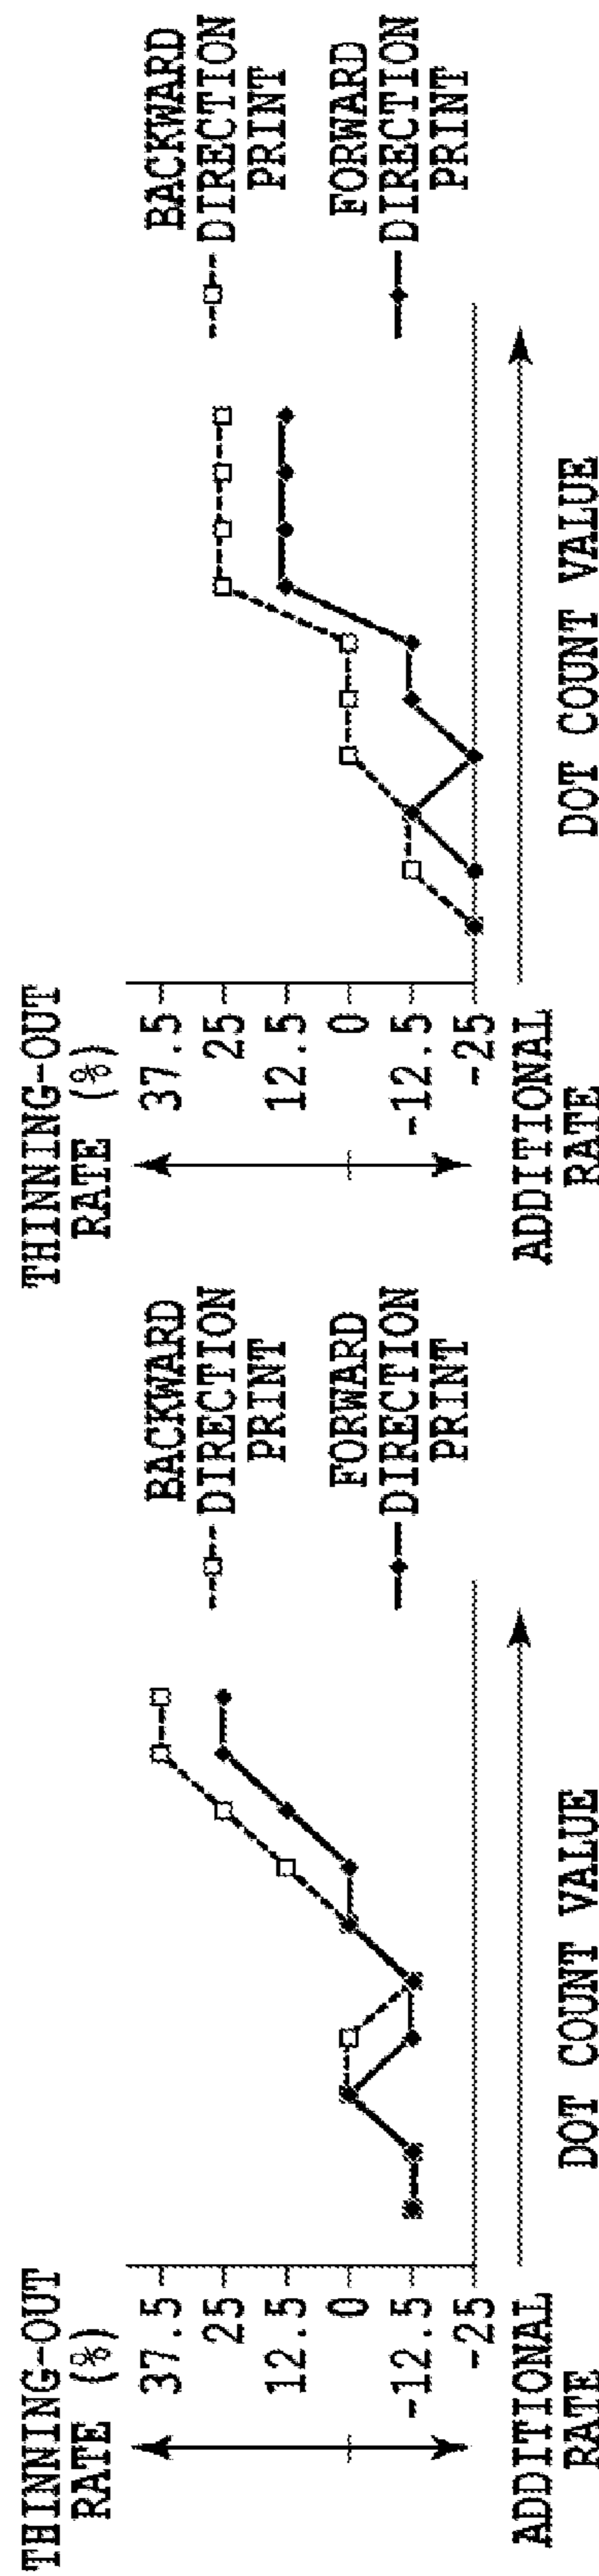 THINNING-OUT
RATE (%)
37.5
25
12.5
0
-12.5
-25
ADDITIONAL
RATE
DOT COUNT VALUE
BACKWARD
DIRECTION
PRINT
FORWARD
DIRECTION
PRINT
THINNING-OUT
RATE (%)
37.5
25
12.5
0
-12.5
-25
ADDITIONAL
RATE
DOT COUNT VALUE
BACKWARD
DIRECTION
PRINT
FORWARD
DIRECTION
PRINT